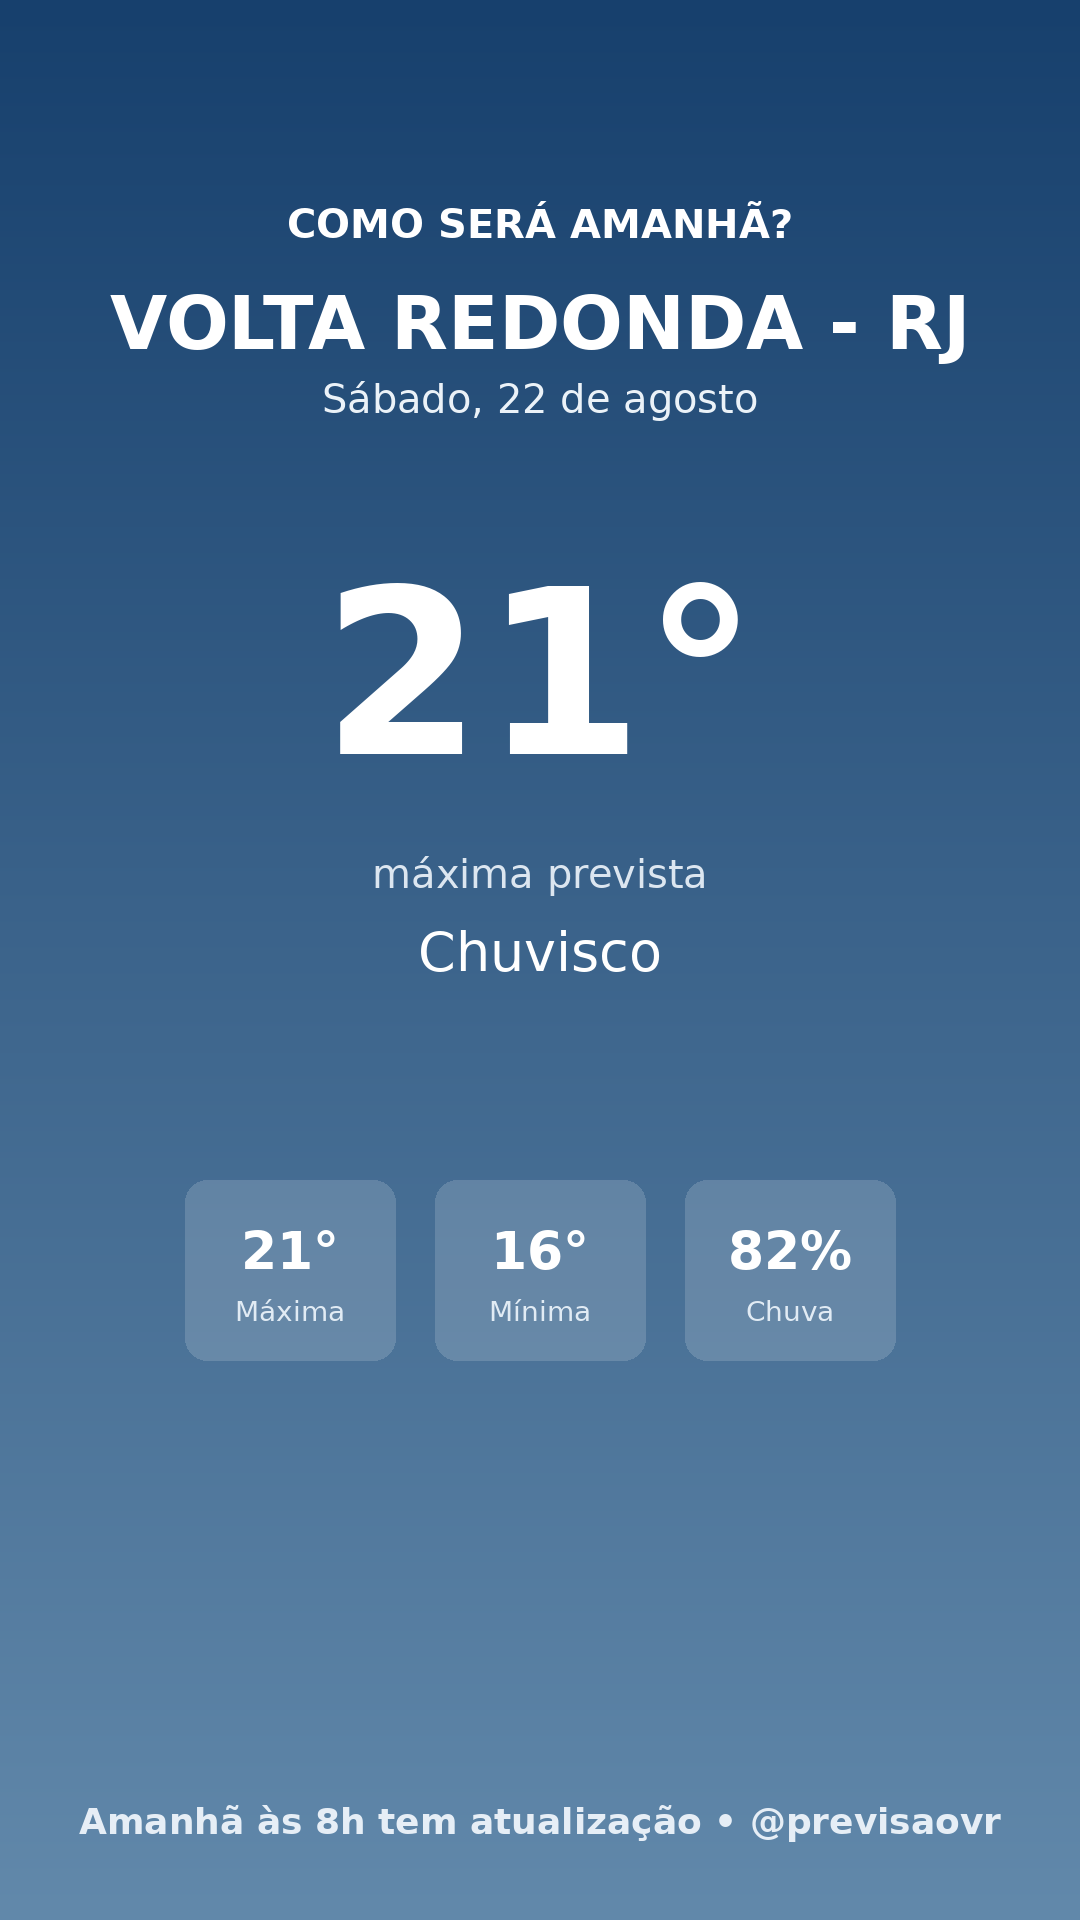 COMO SERÁ AMANHÃ?
VOLTA REDONDA - RJ
Sábado, 22 de agosto
21°
máxima prevista
Chuvisco
21° 16° 82%
Máxima Mínima Chuva
Amanhã às 8h tem atualização • @previsaovr